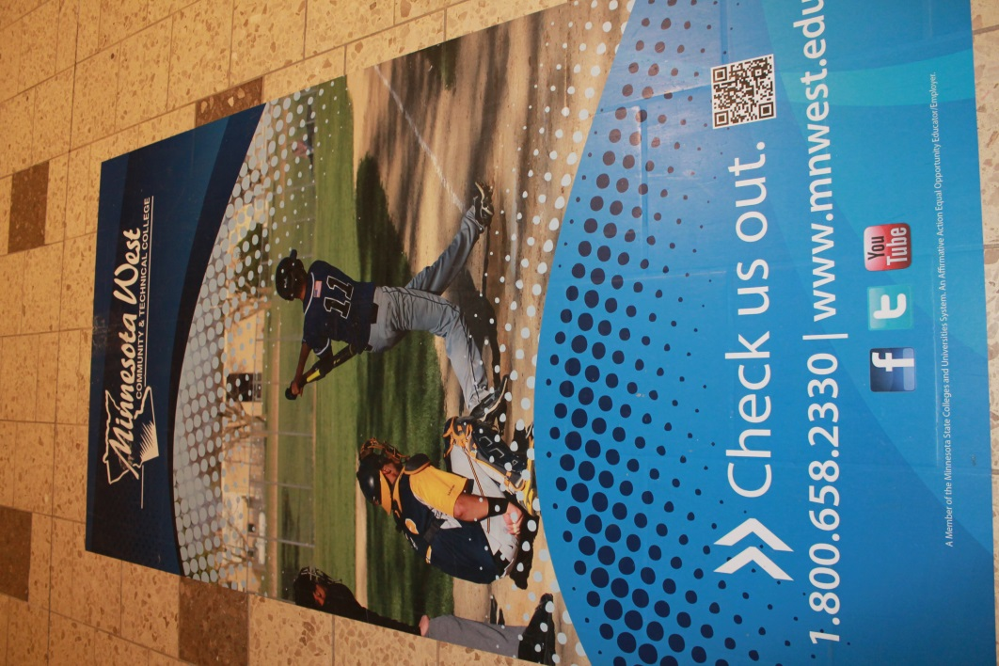 Minnesota West
COMMUNITY & TECHNICAL COLLEGE
11
Check us out.
1.800.658.2330 | www.mnwest.edu
f t You Tube
A Member of the Minnesota State Colleges and Universities System. An Affirmative Action Equal Opportunity Educator/Employer.